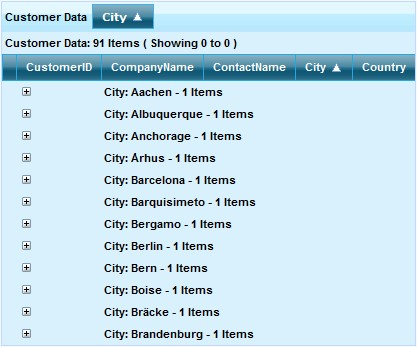 Customer Data City ▲
Customer Data: 91 Items ( Showing 0 to 0 )
CustomerID CompanyName ContactName City ▲ Country
City: Aachen - 1 Items
City: Albuquerque - 1 Items
City: Anchorage - 1 Items
City: Århus - 1 Items
City: Barcelona - 1 Items
City: Barquisimeto - 1 Items
City: Bergamo - 1 Items
City: Berlin - 1 Items
City: Bern - 1 Items
City: Boise - 1 Items
City: Bräcke - 1 Items
City: Brandenburg - 1 Items